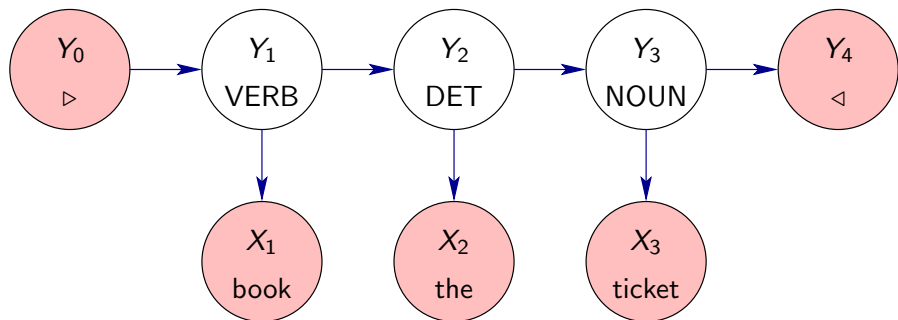 Y₀ Y₁ Y₂ Y₃ Y₄
▷ VERB DET NOUN ◁
X₁ X₂ X₃
book the ticket